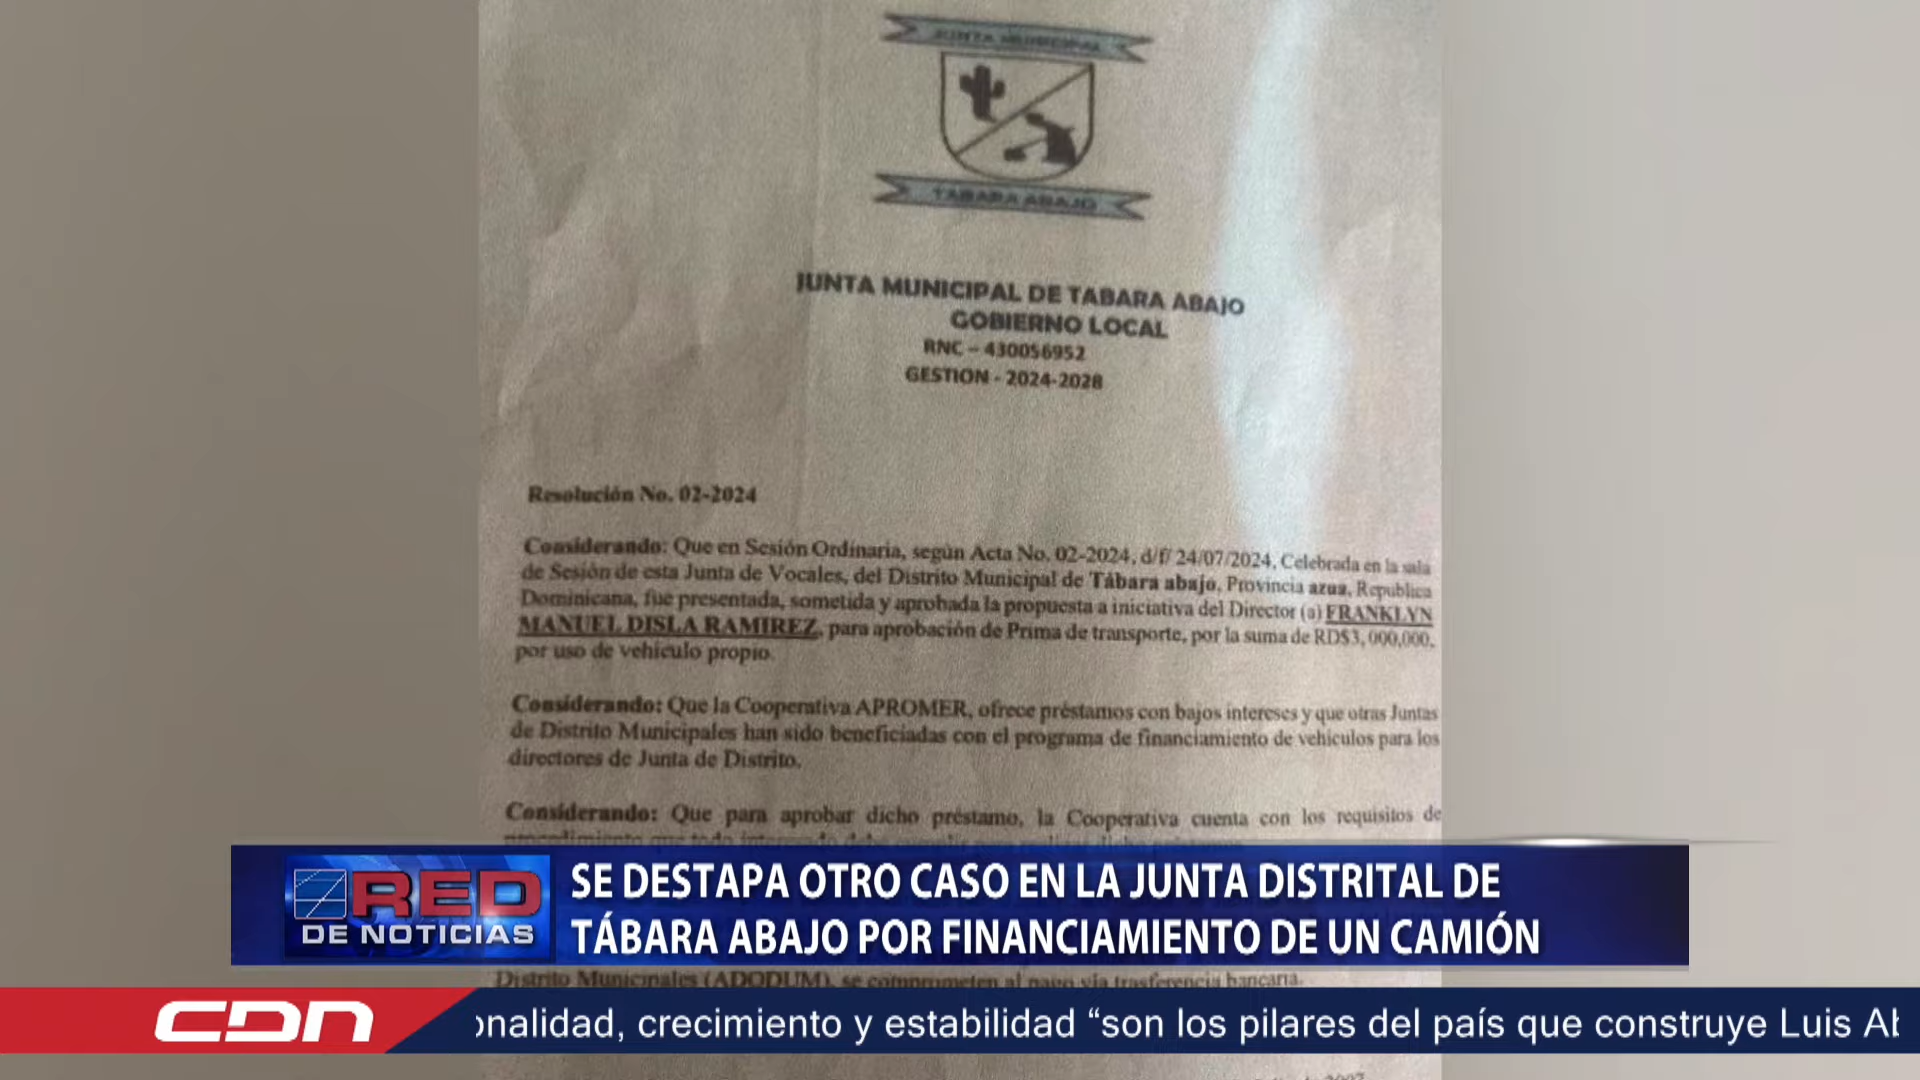 JUNTA MUNICIPAL
TABARA ABAJO
JUNTA MUNICIPAL DE TABARA ABAJO
GOBIERNO LOCAL
RNC – 430056952
GESTION - 2024-2028
Resolución No. 02-2024
Considerando: Que en Sesión Ordinaria, según Acta No. 02-2024, d/f/ 24/07/2024, Celebrada en la sala
de Sesión de esta Junta de Vocales, del Distrito Municipal de Tábara abajo, Provincia azua, Republica
Dominicana, fue presentada, sometida y aprobada la propuesta a iniciativa del Director (a) FRANKLYN
MANUEL DISLA RAMIREZ, para aprobación de Prima de transporte, por la suma de RD$3,000,000,
por uso de vehículo propio.
Considerando: Que la Cooperativa APROMER, ofrece préstamos con bajos intereses y que otras Juntas
de Distrito Municipales han sido beneficiadas con el programa de financiamiento de vehículos para los
directores de Junta de Distrito.
Considerando: Que para aprobar dicho préstamo, la Cooperativa cuenta con los requisitos de
RED
DE NOTICIAS
SE DESTAPA OTRO CASO EN LA JUNTA DISTRITAL DE
TÁBARA ABAJO POR FINANCIAMIENTO DE UN CAMIÓN
Distrito Municipales (ADODIM), se comprometen al pago vía trasferencia bancaria.
CDN
onalidad, crecimiento y estabilidad “son los pilares del país que construye Luis Ab